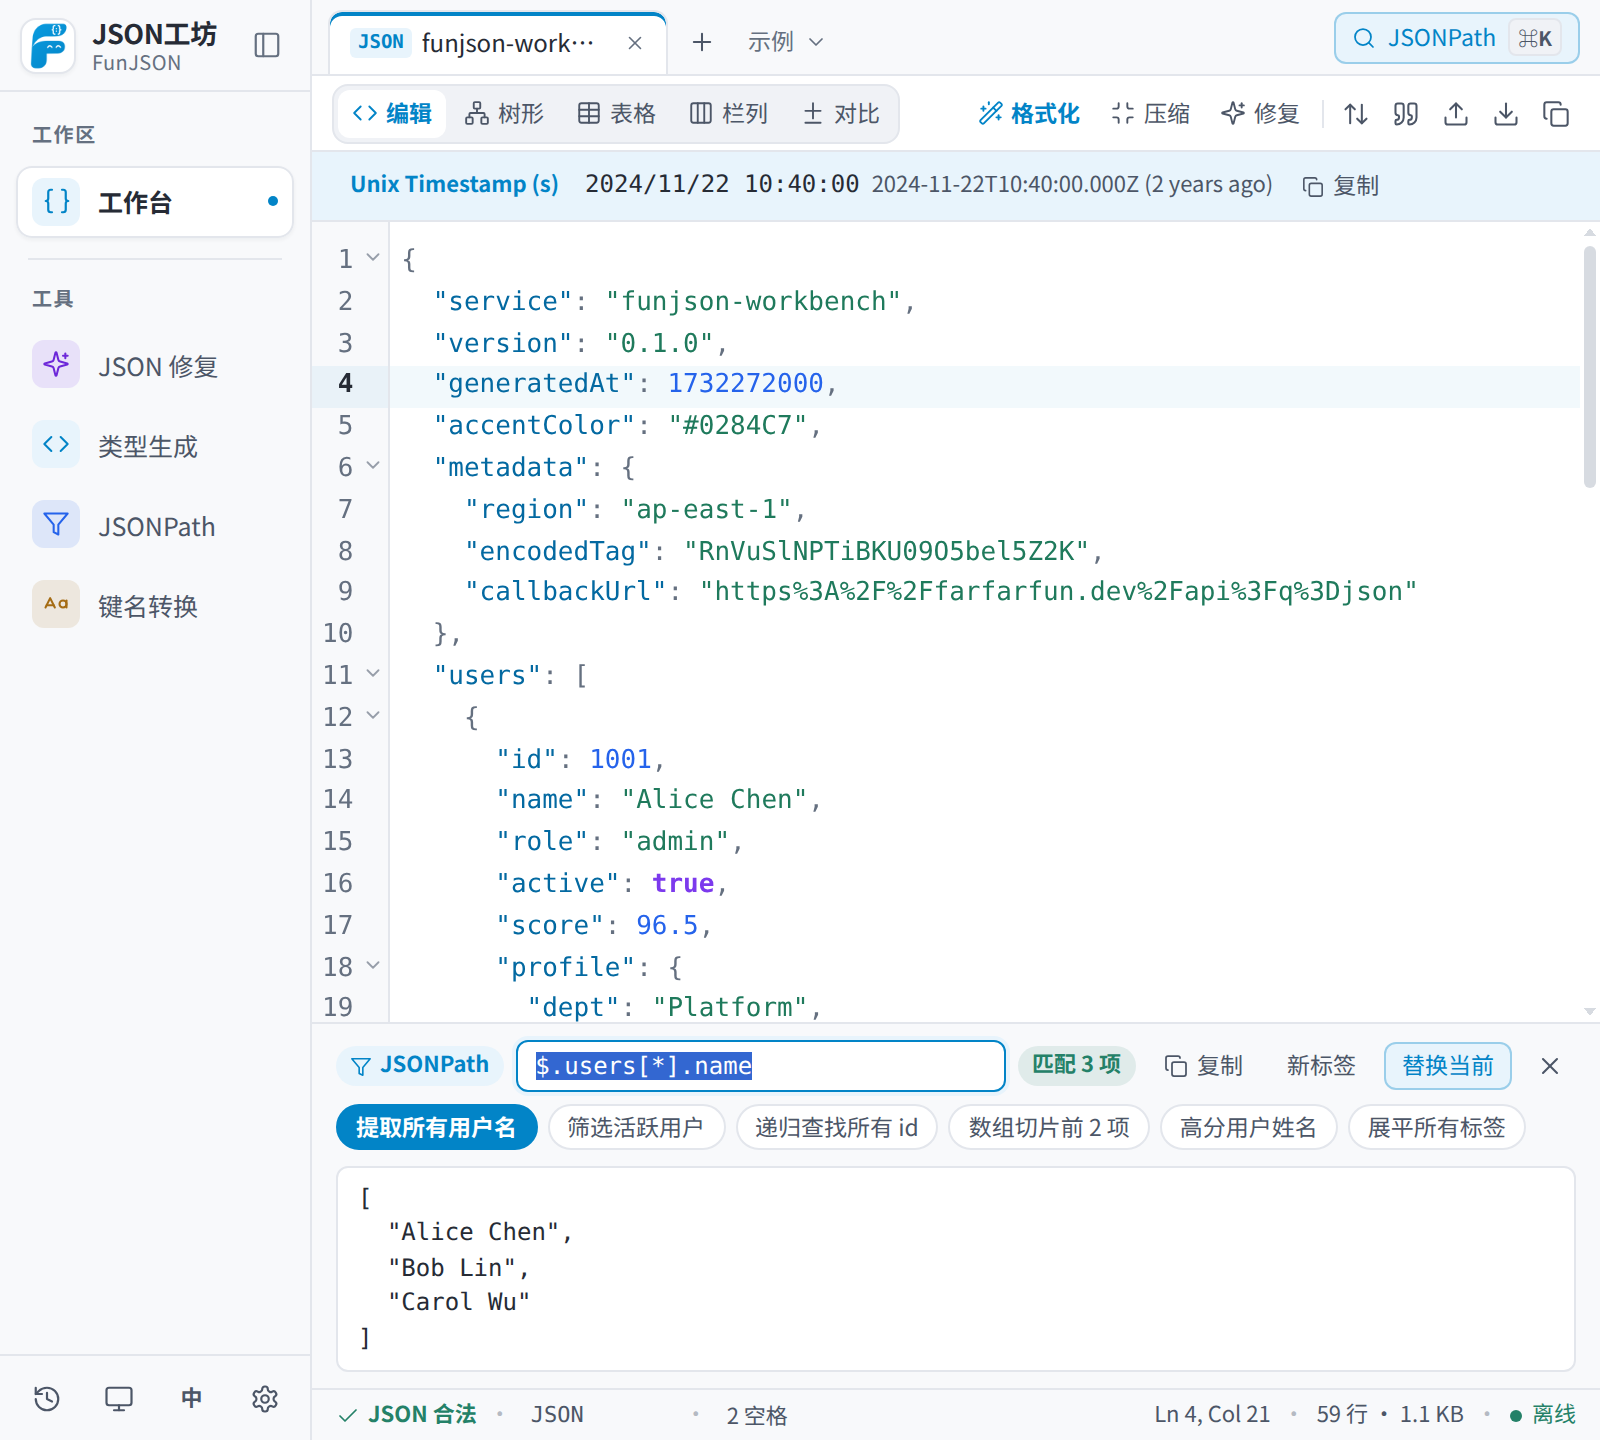 JSON工坊
FunJSON
工作区
工作台
工具
JSON 修复
类型生成
JSONPath
Aa 键名转换
中
JSON funjson-work···
示例
JSONPath ⌘K
编辑 树形 表格 栏列 对比
格式化 压缩 修复
Unix Timestamp (s) 2024/11/22 10:40:00 2024-11-22T10:40:00.000Z (2 years ago) 复制
1 {
2 "service": "funjson-workbench",
3 "version": "0.1.0",
4 "generatedAt": 1732272000,
5 "accentColor": "#0284C7",
6 "metadata": {
7 "region": "ap-east-1",
8 "encodedTag": "RnVuSlNPTiBKU09O5bel5Z2K",
9 "callbackUrl": "https%3A%2F%2Ffarfarfun.dev%2Fapi%3Fq%3Djson"
10 },
11 "users": [
12 {
13 "id": 1001,
14 "name": "Alice Chen",
15 "role": "admin",
16 "active": true,
17 "score": 96.5,
18 "profile": {
19 "dept": "Platform",
JSONPath $.users[*].name 匹配 3 项 复制 新标签 替换当前
提取所有用户名 筛选活跃用户 递归查找所有 id 数组切片前 2 项 高分用户姓名 展平所有标签
[
"Alice Chen",
"Bob Lin",
"Carol Wu"
]
JSON 合法 • JSON • 2 空格
Ln 4, Col 21 • 59 行 • 1.1 KB • 离线